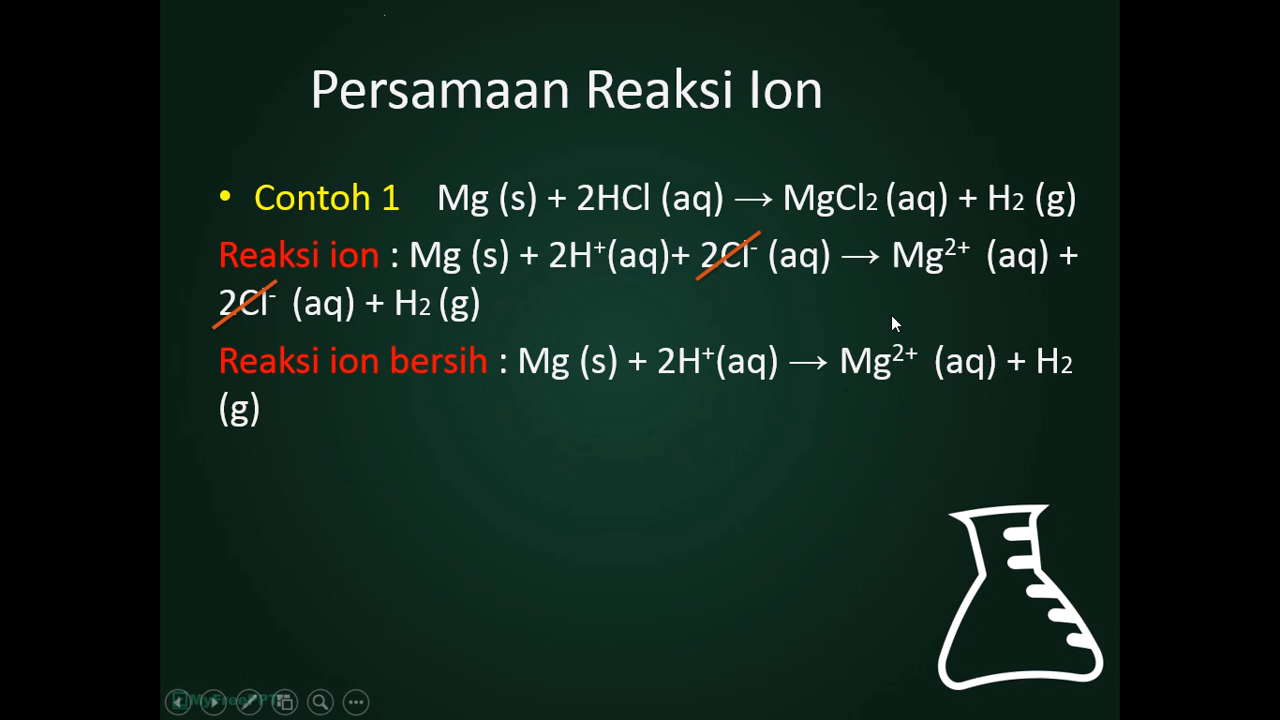 Persamaan Reaksi Ion
• Contoh 1 Mg (s) + 2HCl (aq) → MgCl₂ (aq) + H₂ (g)
Reaksi ion : Mg (s) + 2H⁺(aq)+ 2Cl⁻ (aq) → Mg²⁺ (aq) +
2Cl⁻ (aq) + H₂ (g)
Reaksi ion bersih : Mg (s) + 2H⁺(aq) → Mg²⁺ (aq) + H₂
(g)
MyFreePPT